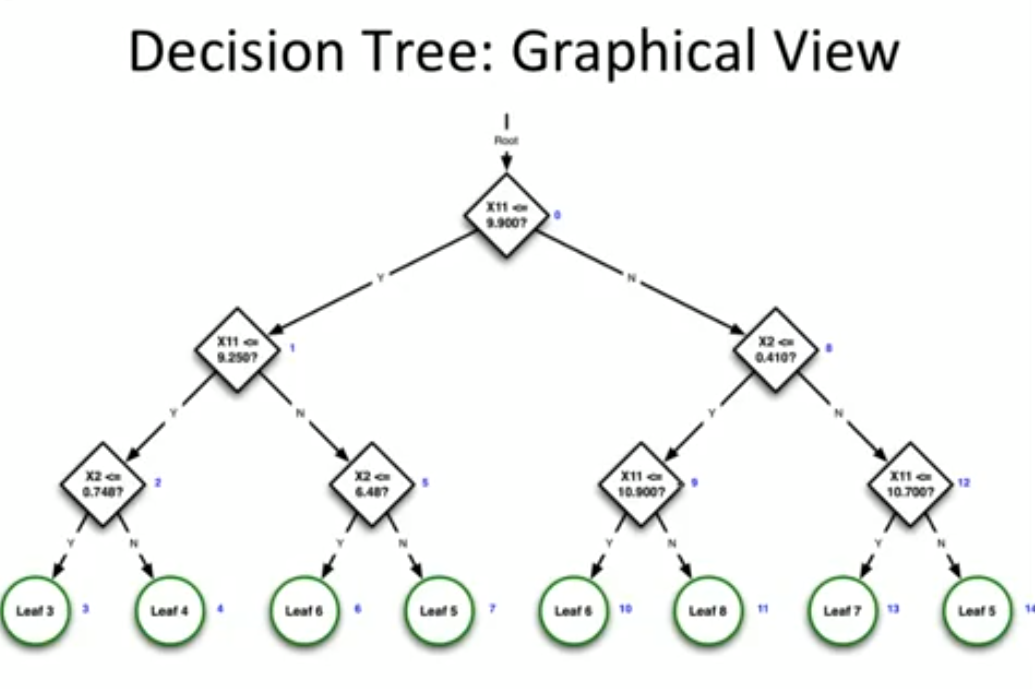 Decision Tree: Graphical View
Root
X11 <=
9.900?
0
Y
N
X11 <=
9.250?
1
X2 <=
0.410?
8
Y
N
Y
N
X2 <=
0.748?
2
X2 <=
6.48?
5
X11 <=
10.900?
9
X11 <=
10.700?
12
Y
N
Y
N
Y
N
Y
N
Leaf 3
3
Leaf 4
4
Leaf 6
6
Leaf 5
7
Leaf 6
10
Leaf 8
11
Leaf 7
13
Leaf 5
14